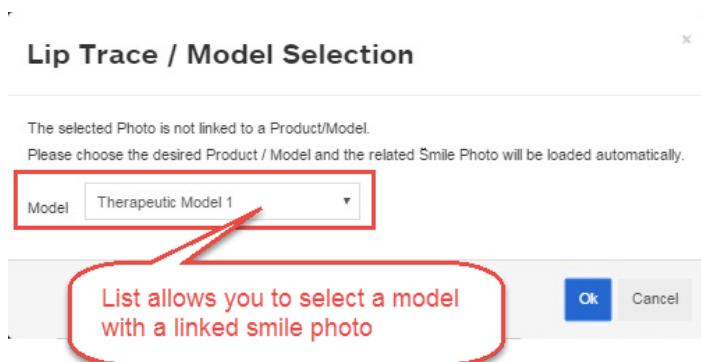 Lip Trace / Model Selection
×
The selected Photo is not linked to a Product/Model.
Please choose the desired Product / Model and the related Smile Photo will be loaded automatically.
Model
Therapeutic Model 1
List allows you to select a model
with a linked smile photo
Ok
Cancel